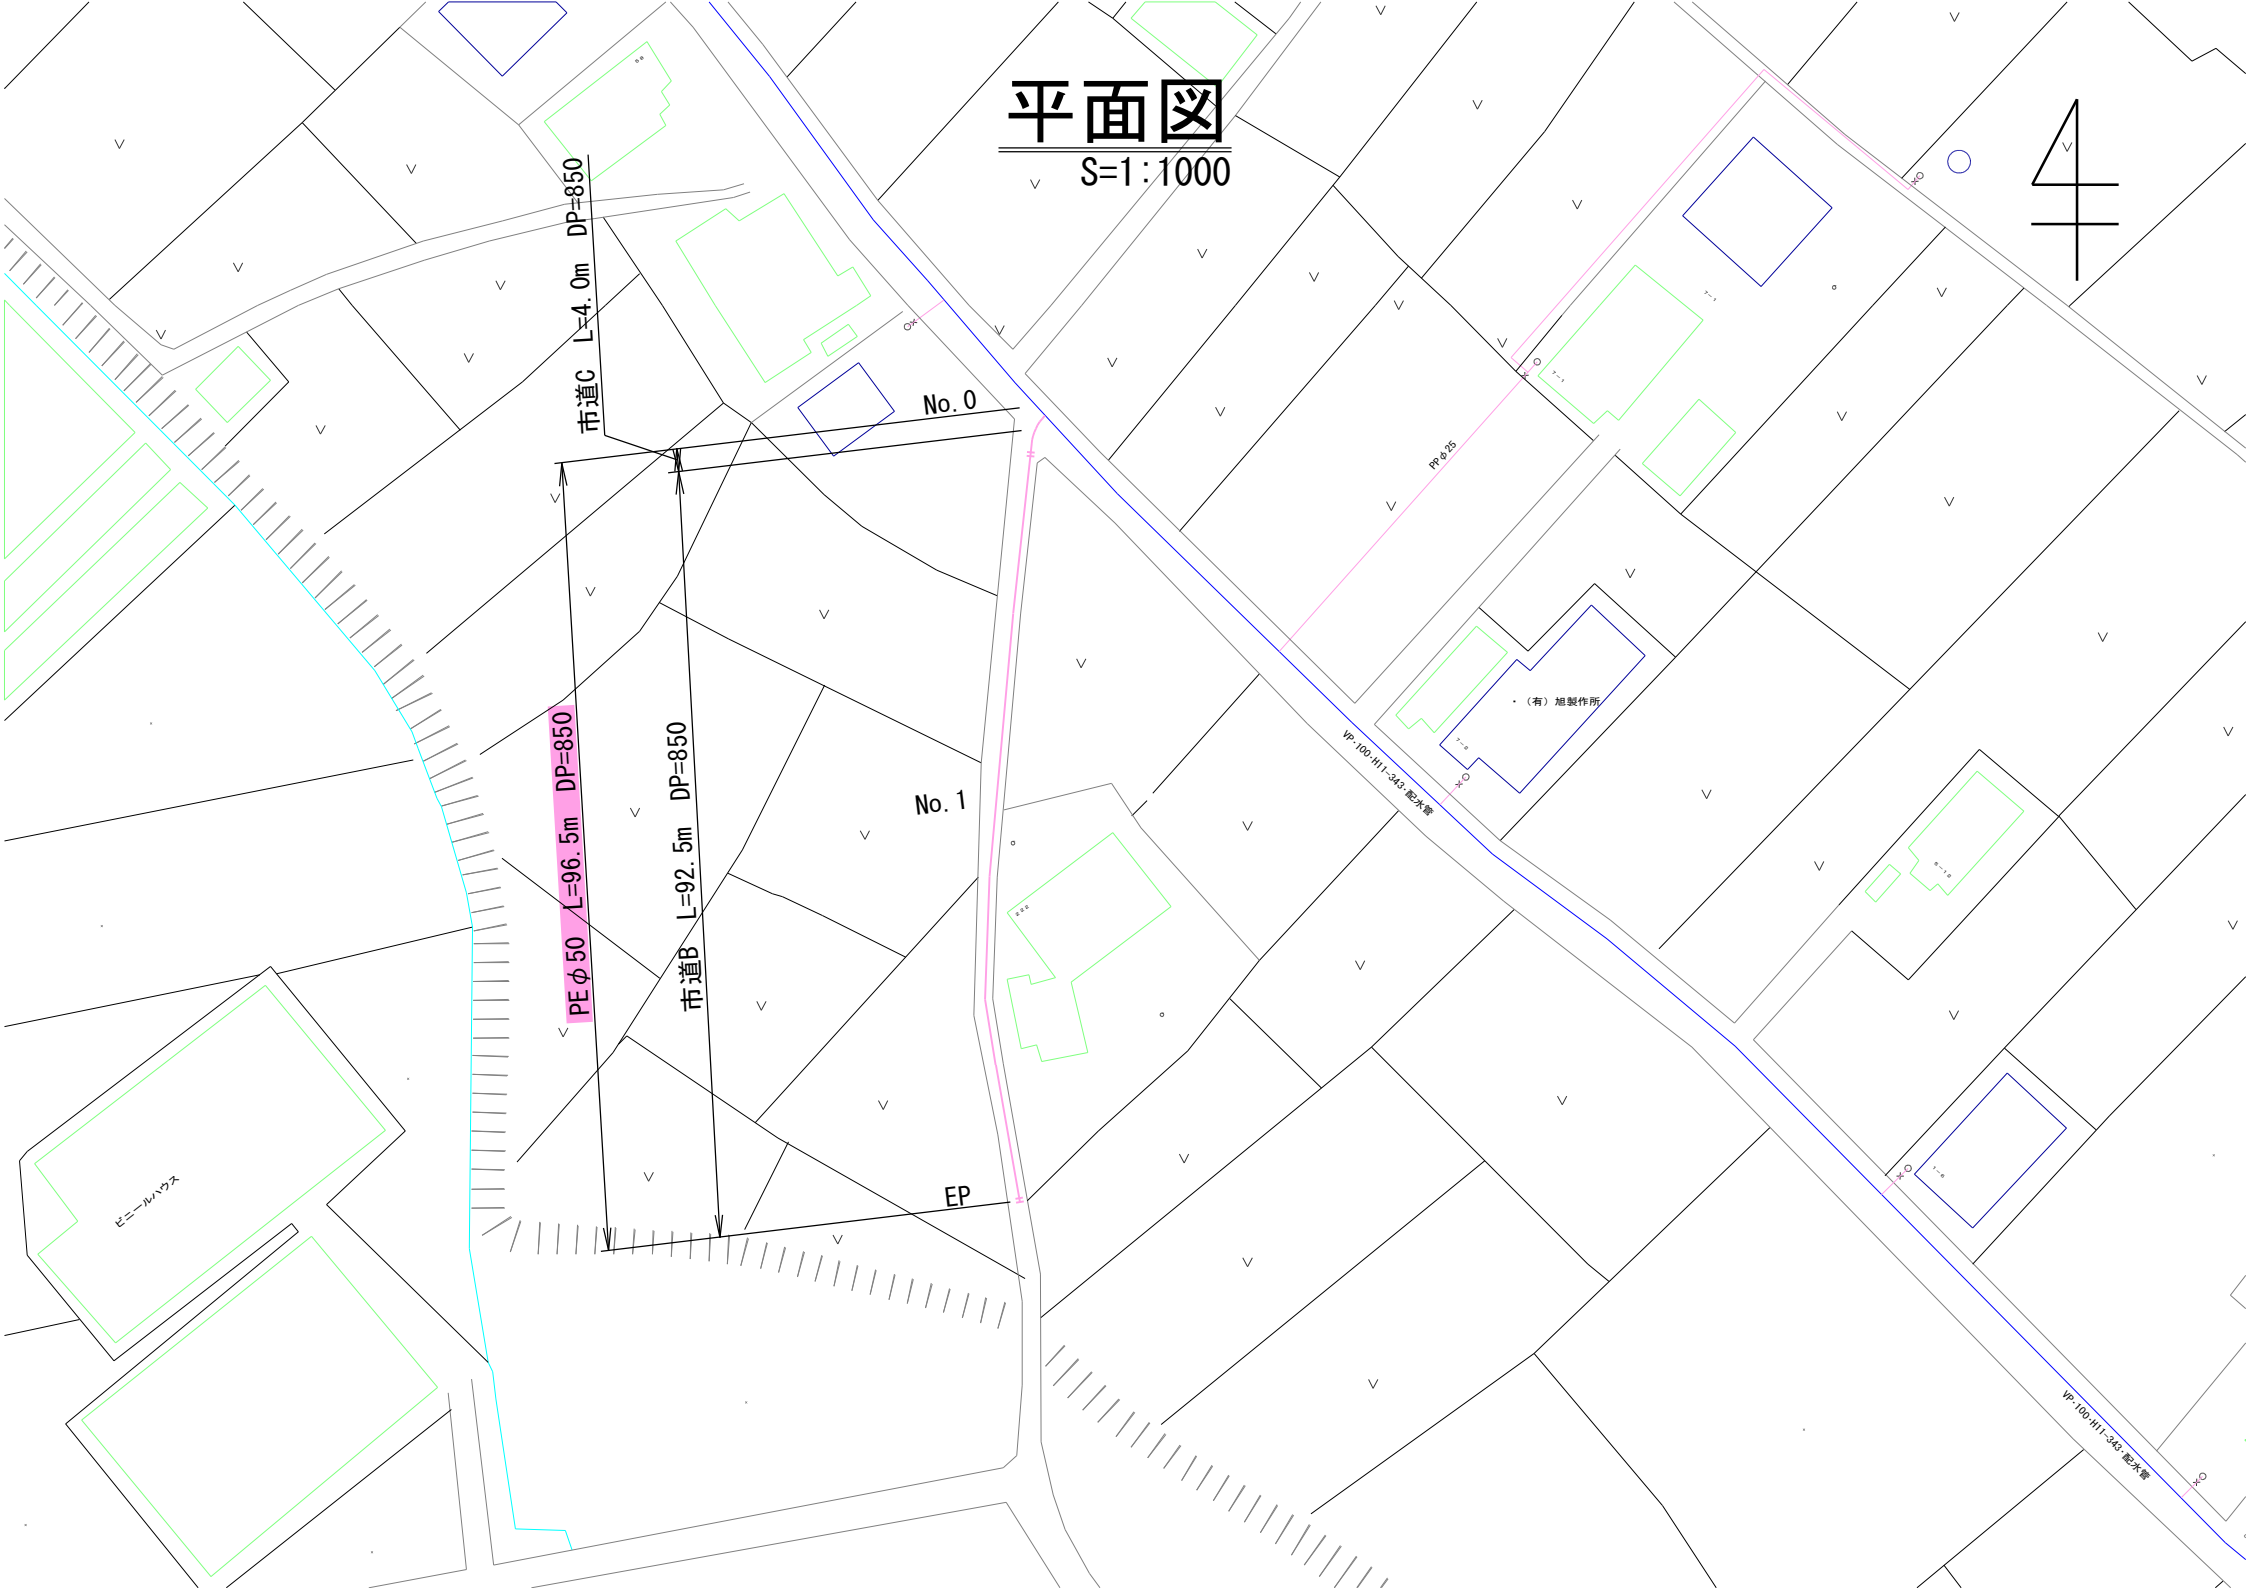 平面図
S=1:1000
市道C L=4.0m DP=850
No.0
PPφ25
・（有）旭製作所
PEφ50 L=96.5m DP=850
市道B L=92.5m DP=850
No.1
VP・100・HI1-343・配水管
EP
ビニールハウス
VP・100・HI1-343・配水管